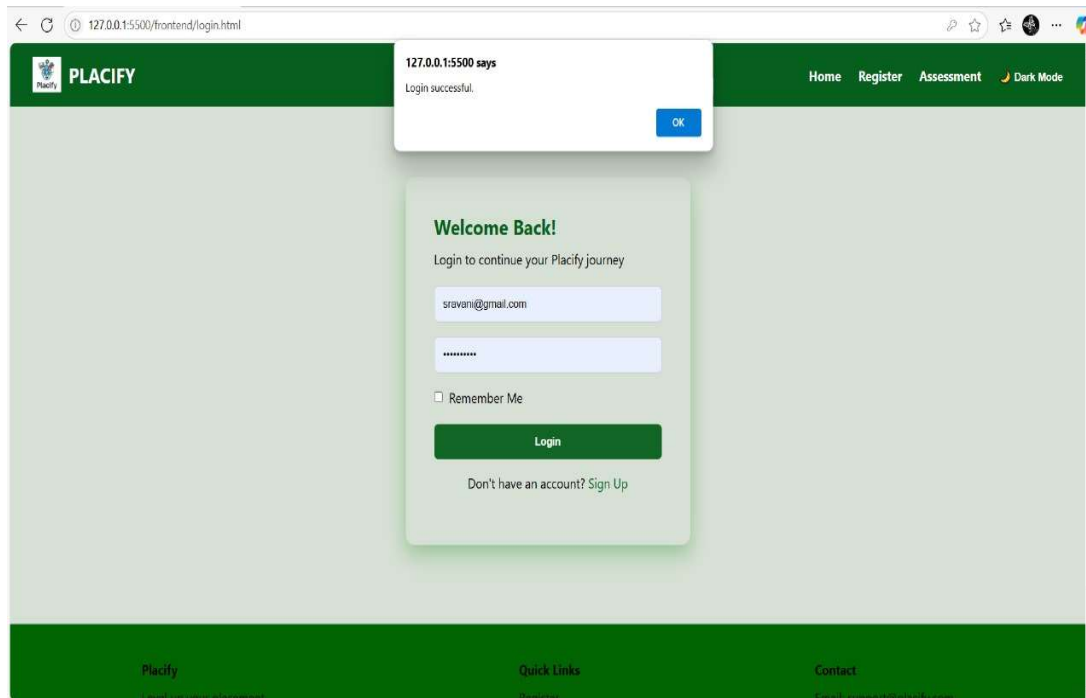 127.0.0.1:5500/frontend/login.html
Placify
PLACIFY
127.0.0.1:5500 says
Login successful.
OK
Home Register Assessment 🌙 Dark Mode
Welcome Back!
Login to continue your Placify journey
sravani@gmail.com
••••••••••
Remember Me
Login
Don't have an account? Sign Up
Placify Quick Links Contact
Register